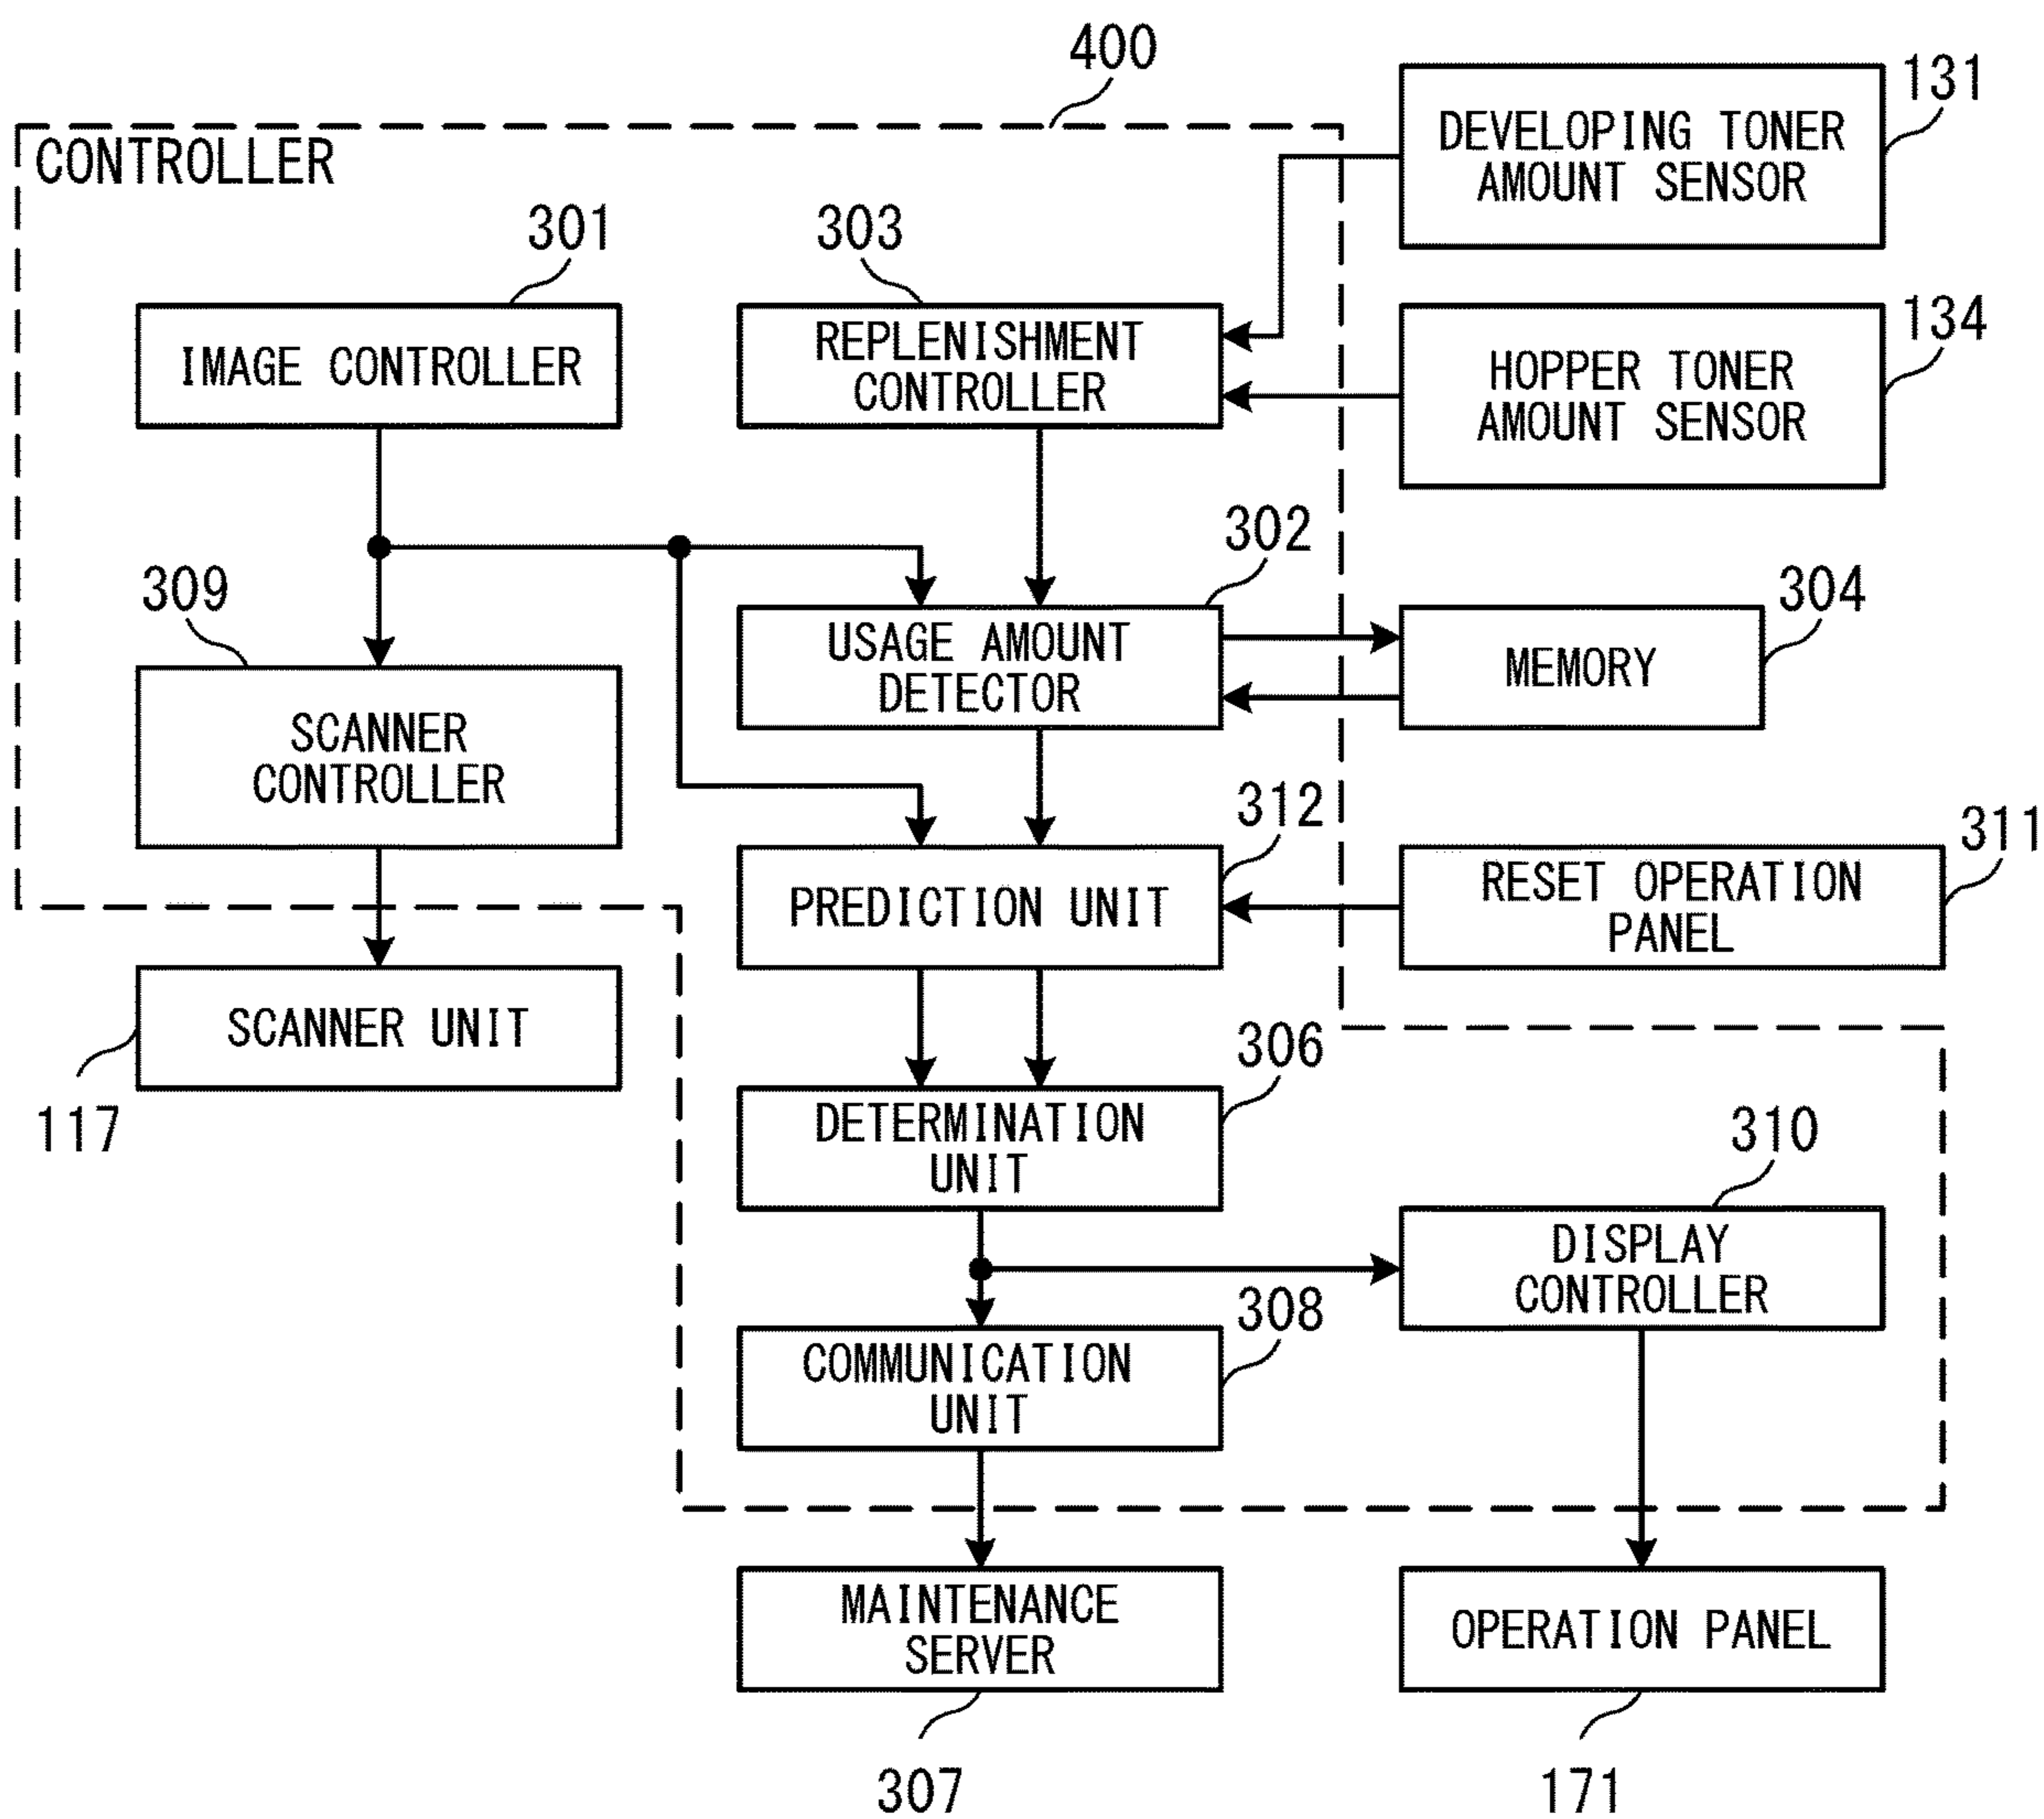 400
131
CONTROLLER
DEVELOPING TONER
AMOUNT SENSOR
301
303
134
IMAGE CONTROLLER
REPLENISHMENT
CONTROLLER
HOPPER TONER
AMOUNT SENSOR
302
309
304
USAGE AMOUNT
DETECTOR
MEMORY
SCANNER
CONTROLLER
312
311
PREDICTION UNIT
RESET OPERATION
PANEL
SCANNER UNIT
306
117
DETERMINATION
UNIT
310
DISPLAY
CONTROLLER
308
COMMUNICATION
UNIT
MAINTENANCE
SERVER
OPERATION PANEL
307
171